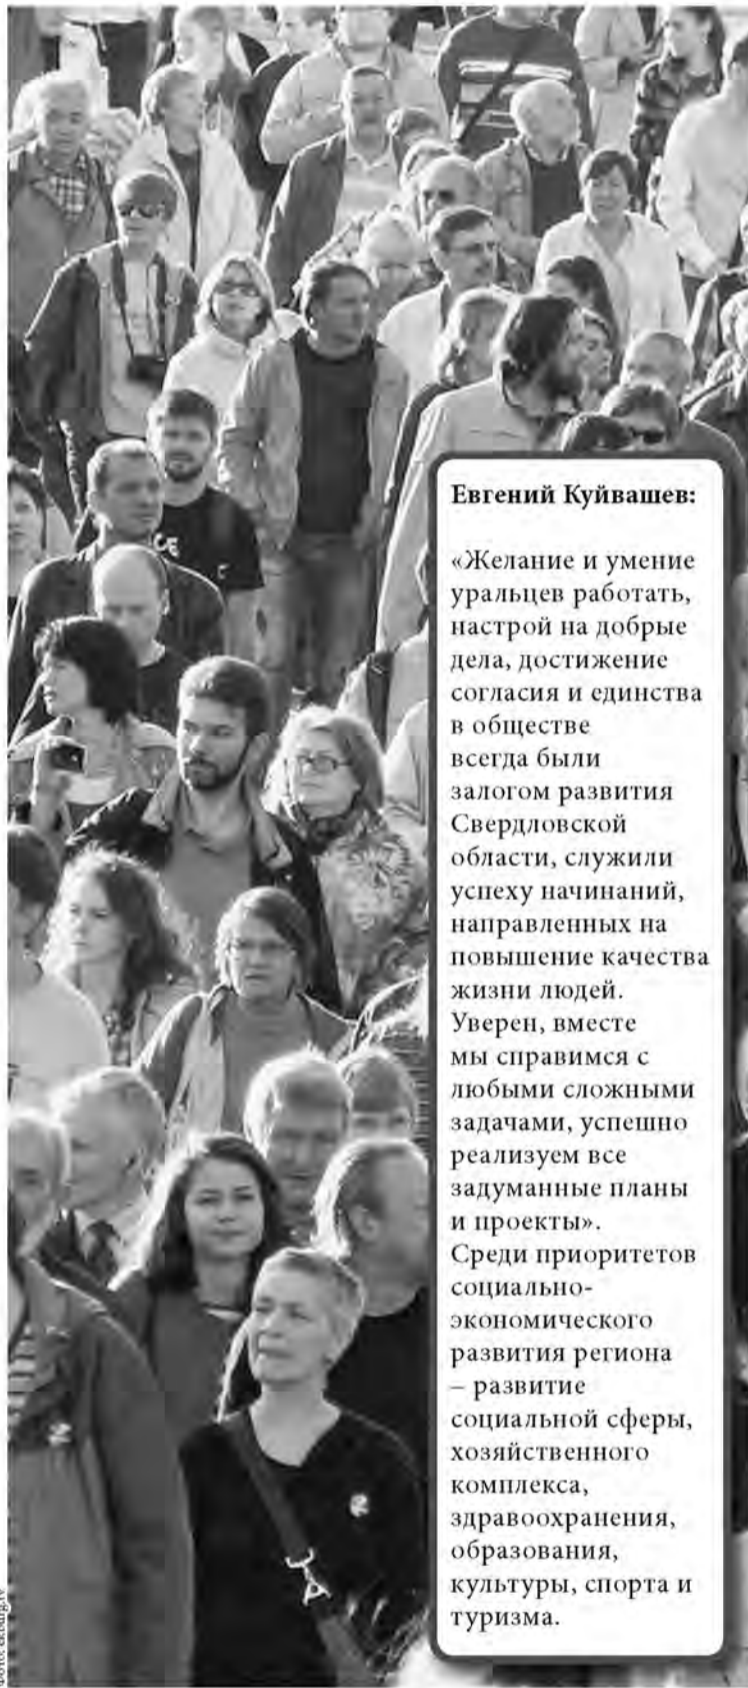 Евгений Куйвашев:
«Желание и умение
уральцев работать,
настрой на добрые
дела, достижение
согласия и единства
в обществе
всегда были
залогом развития
Свердловской
области, служили
успеху начинаний,
направленных на
повышение качества
жизни людей.
Уверен, вместе
мы справимся с
любыми сложными
задачами, успешно
реализуем все
задуманные планы
и проекты».
Среди приоритетов
социально-
экономического
развития региона
– развитие
социальной сферы,
хозяйственного
комплекса,
здравоохранения,
образования,
культуры, спорта и
туризма.